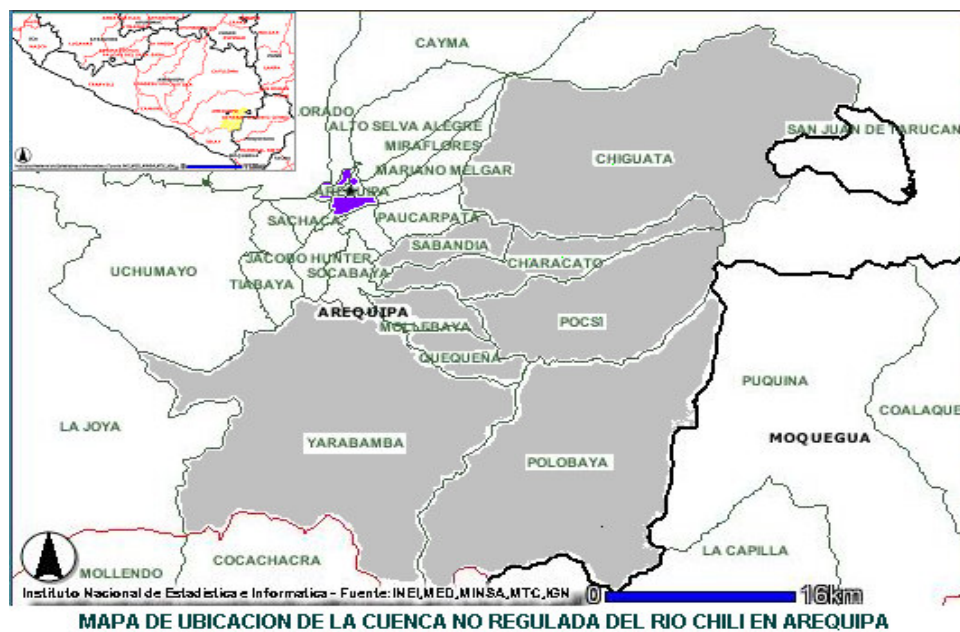 CAYMA
ORADO
ALTO SELVA ALEGRE
MIRAFLORES
MARIANO MELGAR
CHIGUATA
SAN JUAN DE TARUCAN
AREQUIPA
SACHACA
PAUCARPATA
SABANDIA
JACOBO HUNTER
CHARACATO
SOCABAYA
UCHUMAYO
TIABAYA
AREQUIPA
MOLLEBAYA
POCSI
QUEQUEÑA
PUQUINA
COALAQUE
LA JOYA
YARABAMBA
MOQUEGUA
POLOBAYA
LA CAPILLA
COCACHACRA
MOLLENDO
Instituto Nacional de Estadistica e Informatica - Fuente: INEI,MED,MINSA,MTC,IGN
0 16km
MAPA DE UBICACION DE LA CUENCA NO REGULADA DEL RIO CHILI EN AREQUIPA